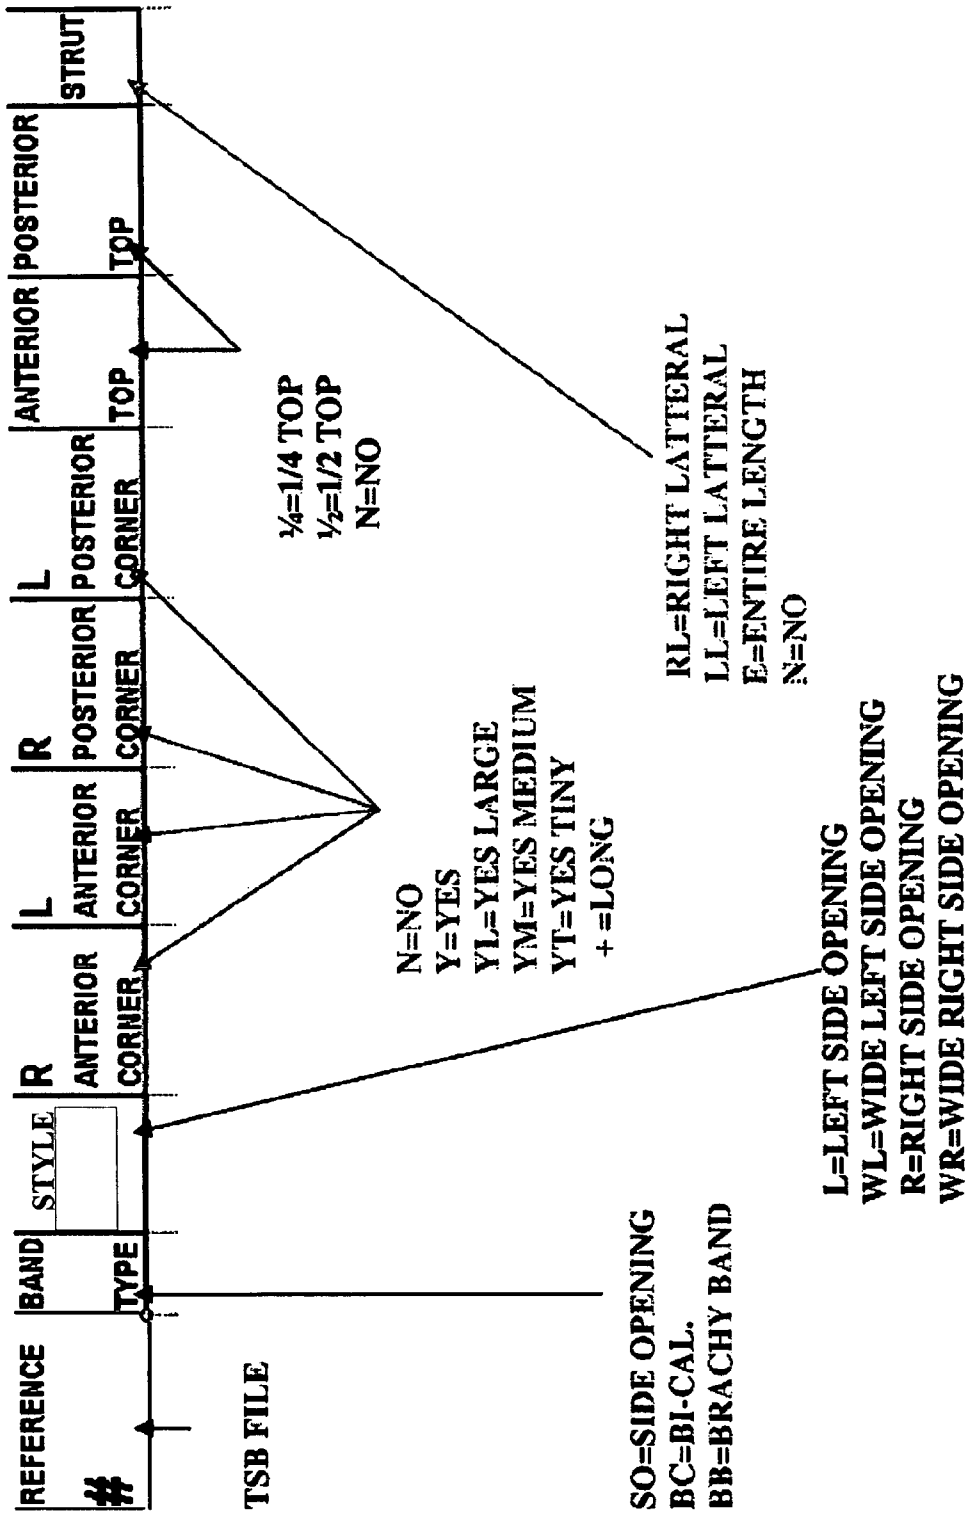 REFERENCE
#
BAND
TYPE
STYLE
R
ANTERIOR
CORNER
L
ANTERIOR
CORNER
R
POSTERIOR
CORNER
L
POSTERIOR
CORNER
ANTERIOR
TOP
POSTERIOR
TOP
STRUT
TSB FILE
SO=SIDE OPENING
BC=BI-CAL.
BB=BRACHY BAND
L=LEFT SIDE OPENING
WL=WIDE LEFT SIDE OPENING
R=RIGHT SIDE OPENING
WR=WIDE RIGHT SIDE OPENING
N=NO
Y=YES
YL=YES LARGE
YM=YES MEDIUM
YT=YES TINY
+ =LONG
¼=1/4 TOP
½=1/2 TOP
N=NO
RL=RIGHT LATTERAL
LL=LEFT LATTERAL
E=ENTIRE LENGTH
N=NO